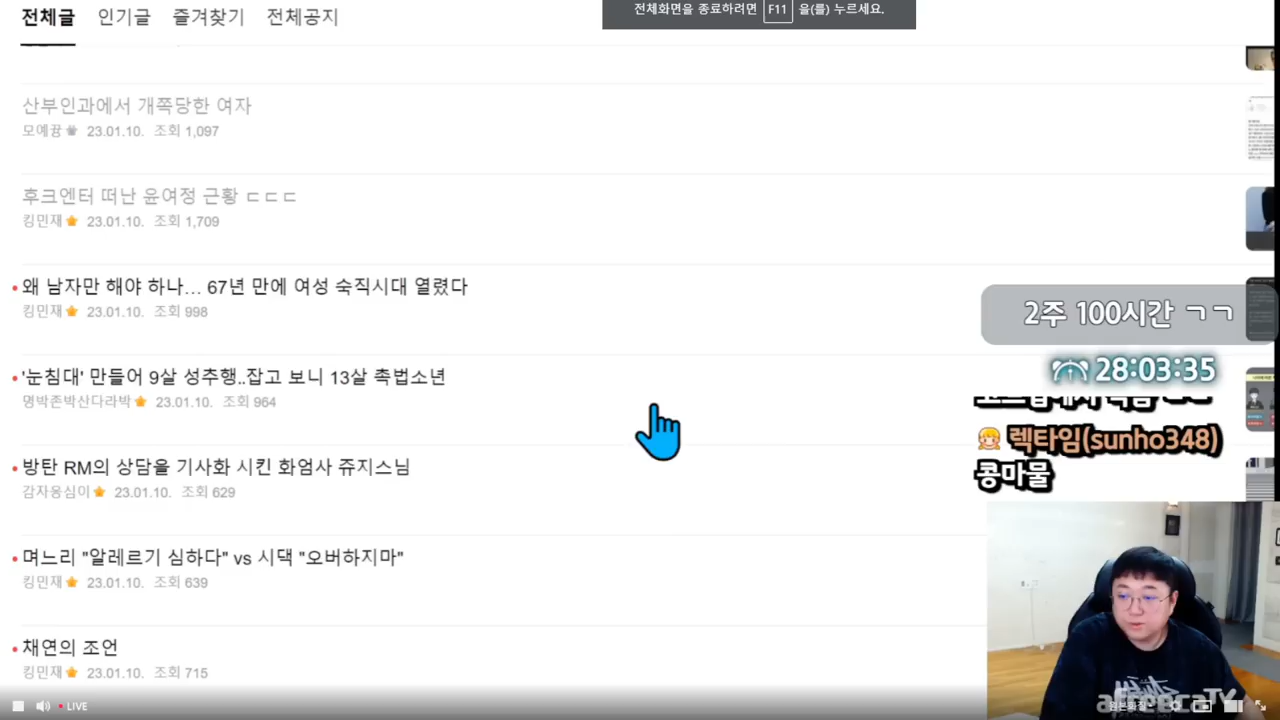 전체글 인기글 즐겨찾기 전체공지
전체화면을 종료하려면 F11 을(를) 누르세요.
산부인과에서 개쪽당한 여자
모예끙 23.01.10. 조회 1,097
후크엔터 떠난 윤여정 근황 ㄷㄷㄷ
킹민재 23.01.10. 조회 1,709
왜 남자만 해야 하나… 67년 만에 여성 숙직시대 열렸다
킹민재 23.01.10. 조회 998
'눈침대' 만들어 9살 성추행..잡고 보니 13살 촉법소년
명박존박산다라박 23.01.10. 조회 964
방탄 RM의 상담을 기사화 시킨 화엄사 쥬지스님
감자옹심이 23.01.10. 조회 629
며느리 "알레르기 심하다" vs 시댁 "오버하지마"
킹민재 23.01.10. 조회 639
채연의 조언
킹민재 23.01.10. 조회 715
2주 100시간 ㄱㄱ
28:03:35
렉타임(sunho348)
콩마물
LIVE
원본화질
afreecaTV